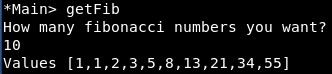 *Main> getFib
How many fibonacci numbers you want?
10
Values [1,1,2,3,5,8,13,21,34,55]